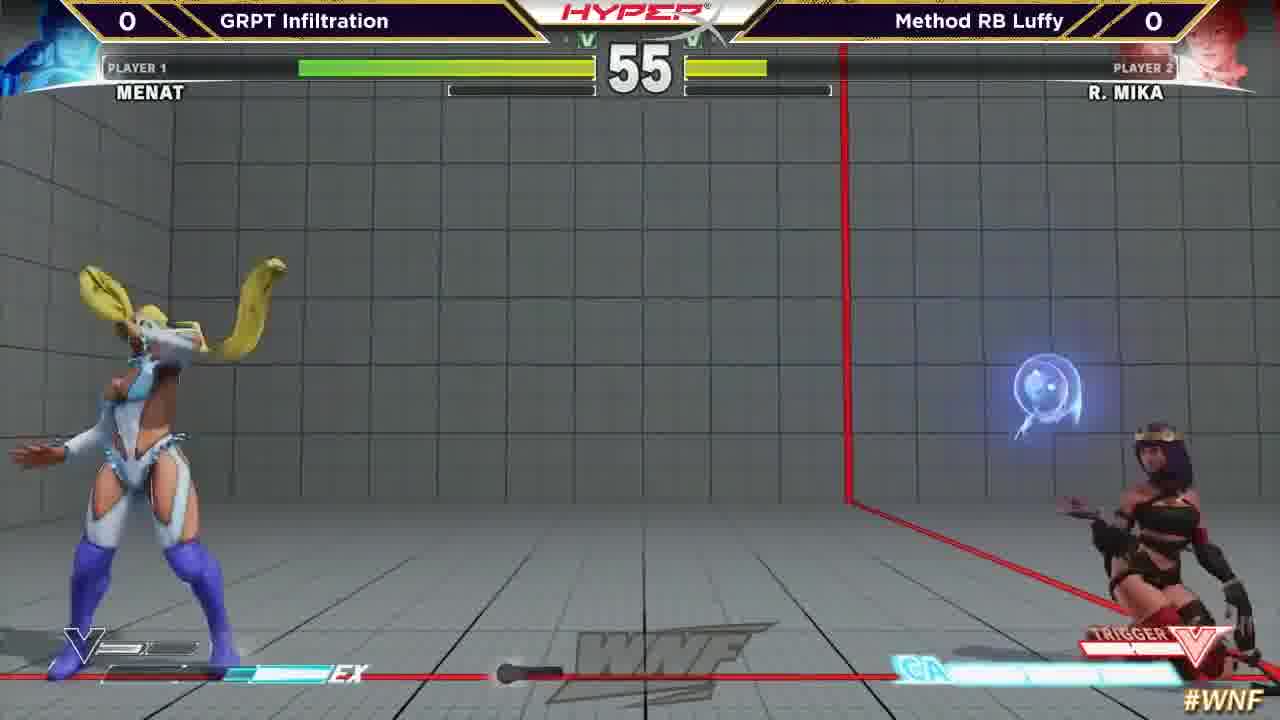 0 GRPT Infiltration HYPERX Method RB Luffy 0
V V
PLAYER 1 55 PLAYER 2
MENAT R. MIKA
V TRIGGER V
EX WNF CA
#WNF